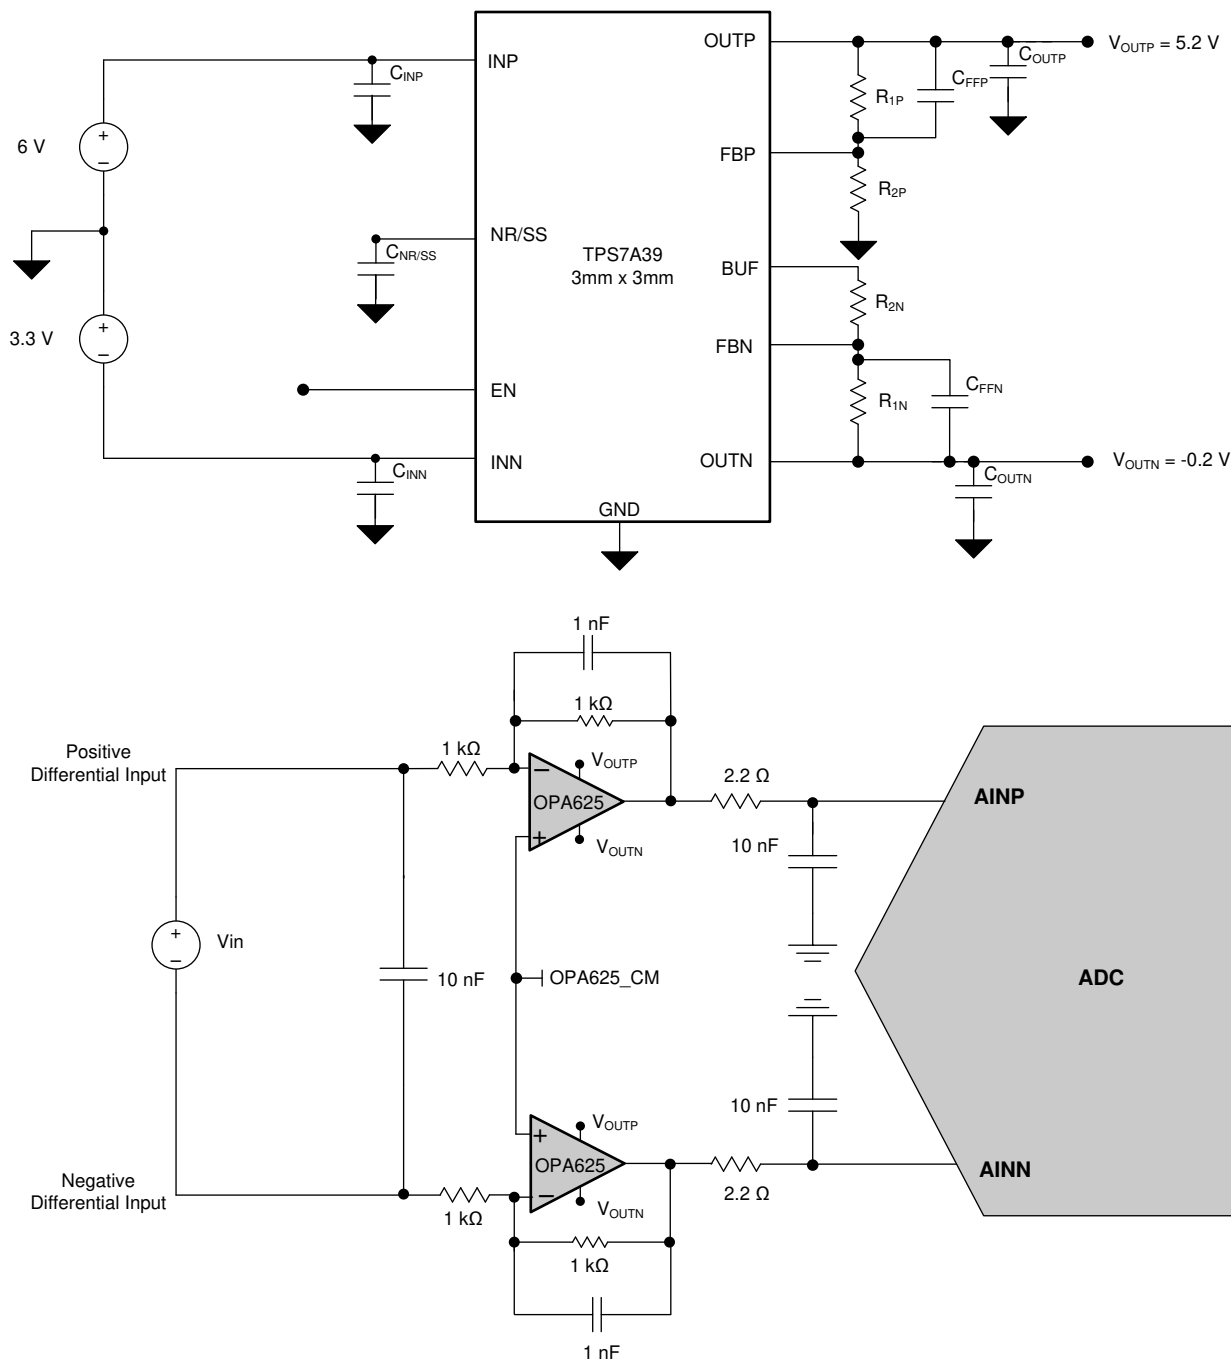 OUTP
V_OUTP = 5.2 V
C_OUTP
INP
C_INP
R_1P
C_FFP
6 V
FBP
R_2P
NR/SS
C_NR/SS
TPS7A39
3mm x 3mm
BUF
R_2N
3.3 V
FBN
EN
C_FFN
R_1N
INN
C_INN
OUTN
V_OUTN = -0.2 V
C_OUTN
GND
1 nF
1 kΩ
Positive
Differential Input
1 kΩ
V_OUTP
2.2 Ω
−
OPA625
+
V_OUTN
AINP
10 nF
+
−
Vin
10 nF
OPA625_CM
ADC
10 nF
V_OUTP
+
OPA625
−
V_OUTN
AINN
Negative
Differential Input
1 kΩ
2.2 Ω
1 kΩ
1 nF